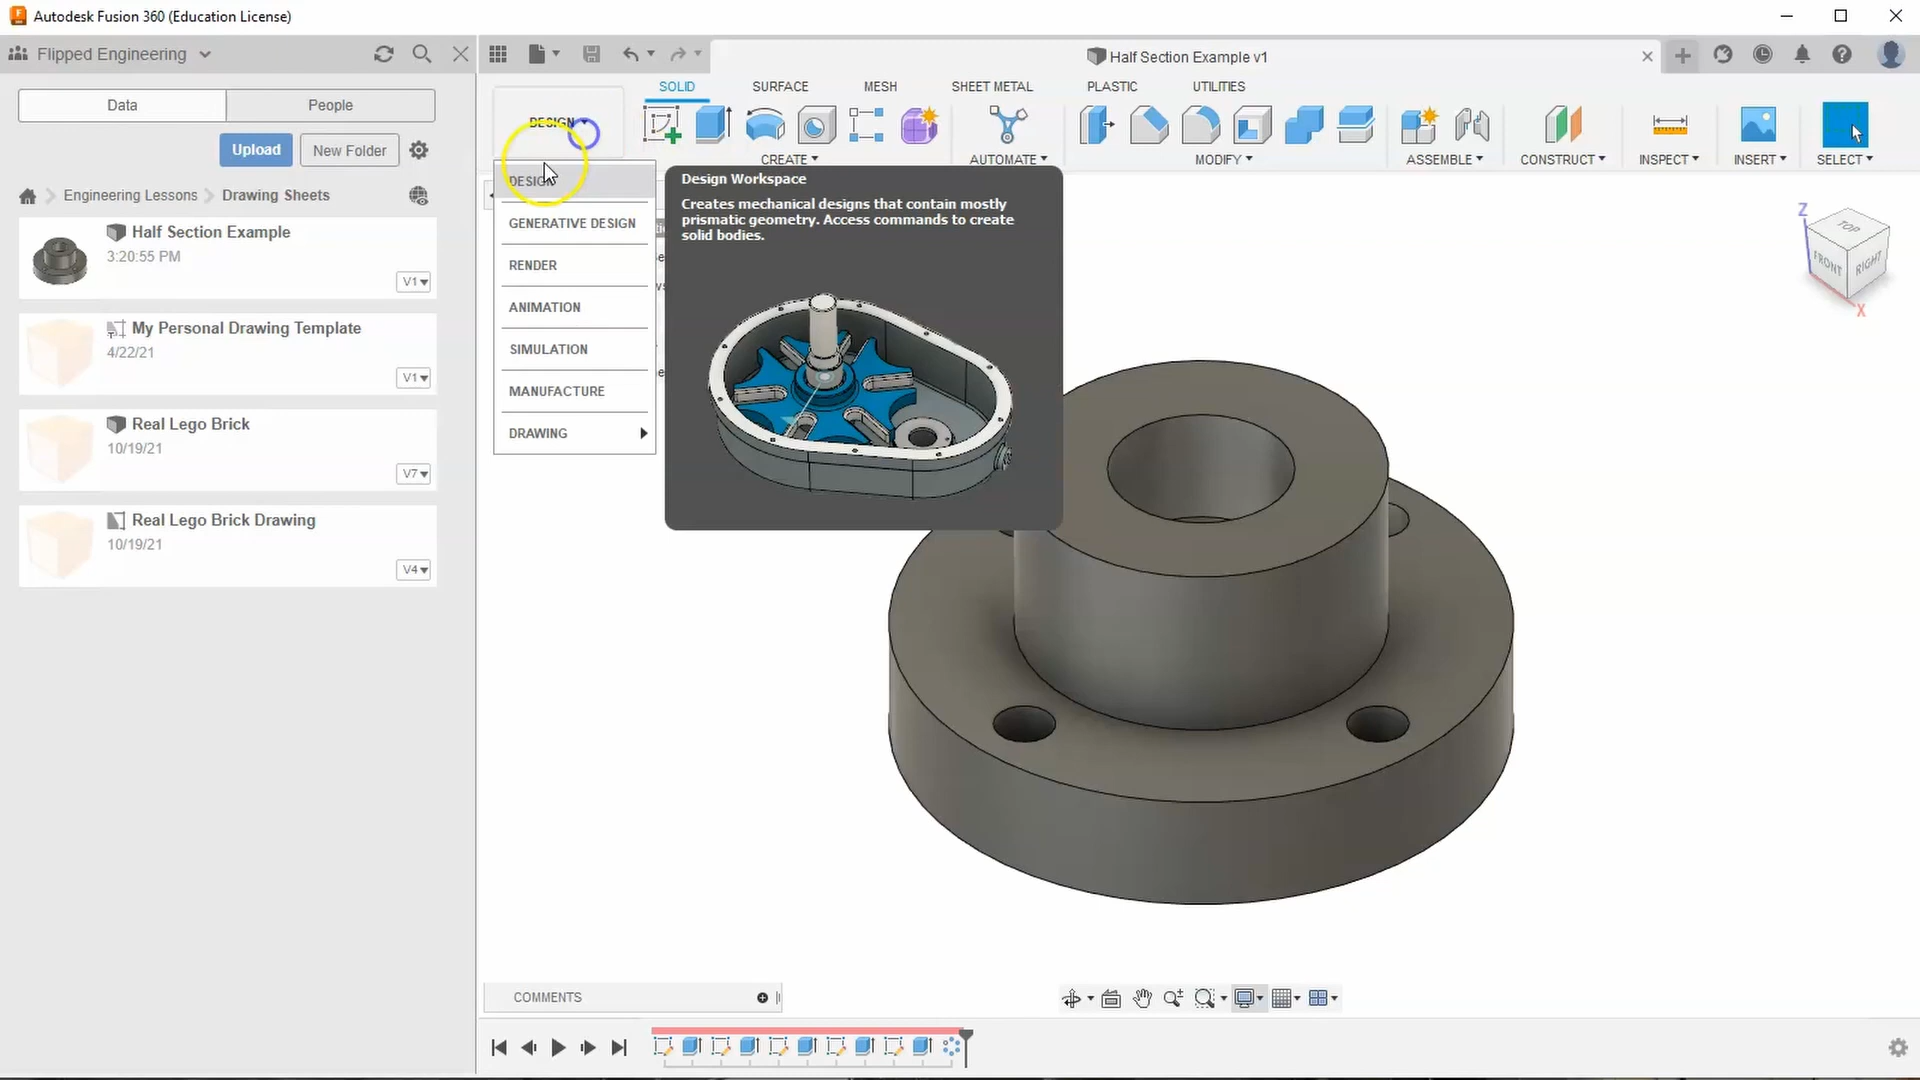 Autodesk Fusion 360 (Education License)
Flipped Engineering
Half Section Example v1
Data
People
Upload
New Folder
Engineering Lessons
Drawing Sheets
Half Section Example
3:20:55 PM
V1
My Personal Drawing Template
4/22/21
V1
Real Lego Brick
10/19/21
V7
Real Lego Brick Drawing
10/19/21
V4
SOLID
SURFACE
MESH
SHEET METAL
PLASTIC
UTILITIES
DESIGN
CREATE
AUTOMATE
MODIFY
ASSEMBLE
CONSTRUCT
INSPECT
INSERT
SELECT
DESIGN
GENERATIVE DESIGN
RENDER
ANIMATION
SIMULATION
MANUFACTURE
DRAWING
Design Workspace
Creates mechanical designs that contain mostly
prismatic geometry. Access commands to create
solid bodies.
Z
TOP
FRONT
RIGHT
X
COMMENTS